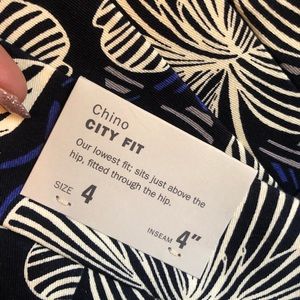 Chino
CITY FIT
Our lowest fit; sits just above the
hip, fitted through the hip.
SIZE 4
INSEAM 4"